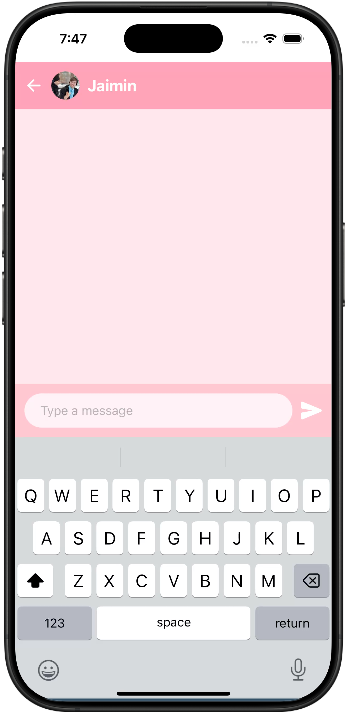 7:47
Jaimin
Type a message
Q W E R T Y U I O P
A S D F G H J K L
Z X C V B N M
123 space return